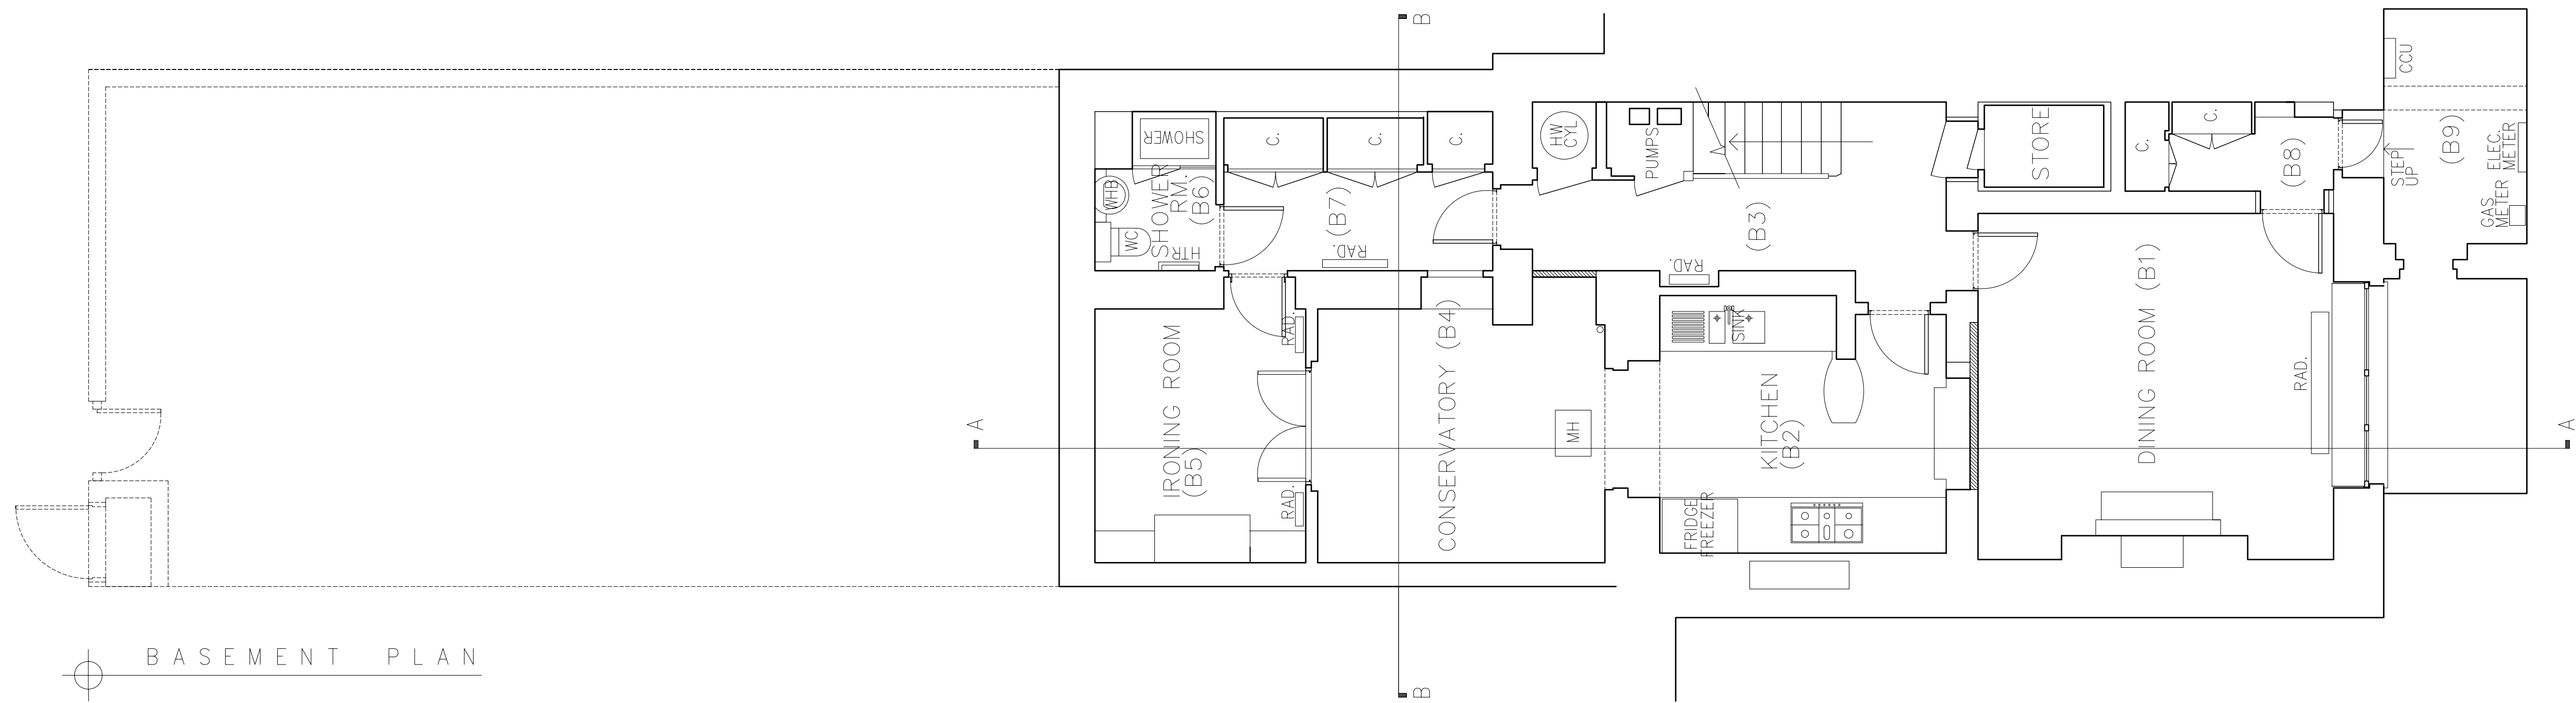 B
B
A
A
SHOWER
WHB
WC
SHOWER
RM.
(B6)
HTR
C.
C.
C.
(B7)
RAD.
HW
CYL
PUMPS
(B3)
RAD.
STORE
C.
C.
(B8)
STEP
UP
CCU
(B9)
ELEC.
METER
GAS
METER
IRONING ROOM
(B5)
RAD.
RAD.
CONSERVATORY (B4)
MH
SINK
KITCHEN
(B2)
FRIDGE
FREEZER
DINING ROOM (B1)
RAD.
BASEMENT PLAN